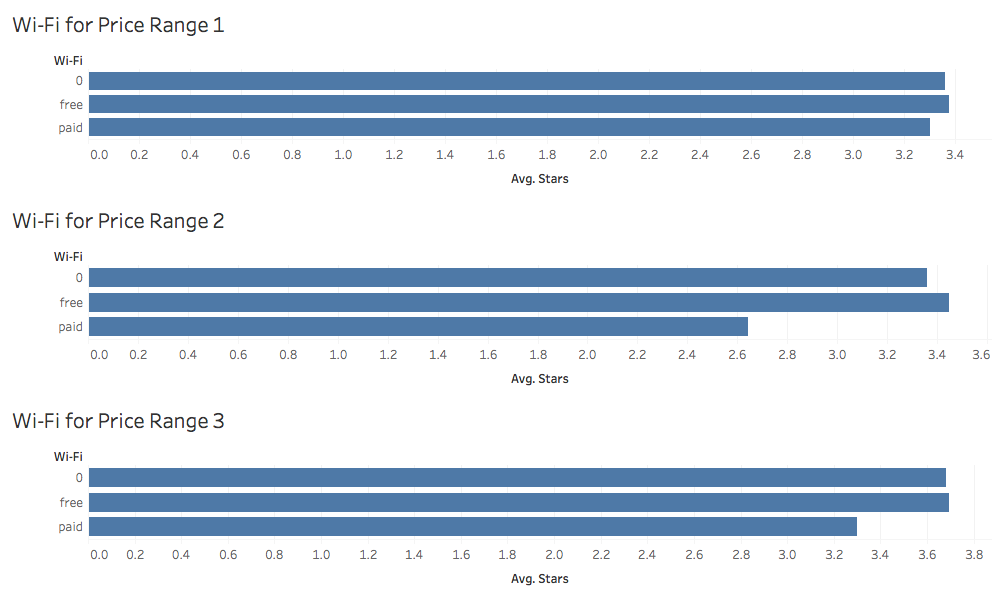 Wi-Fi for Price Range 1
Wi-Fi
0
free
paid
0.0 0.2 0.4 0.6 0.8 1.0 1.2 1.4 1.6 1.8 2.0 2.2 2.4 2.6 2.8 3.0 3.2 3.4
Avg. Stars
Wi-Fi for Price Range 2
Wi-Fi
0
free
paid
0.0 0.2 0.4 0.6 0.8 1.0 1.2 1.4 1.6 1.8 2.0 2.2 2.4 2.6 2.8 3.0 3.2 3.4 3.6
Avg. Stars
Wi-Fi for Price Range 3
Wi-Fi
0
free
paid
0.0 0.2 0.4 0.6 0.8 1.0 1.2 1.4 1.6 1.8 2.0 2.2 2.4 2.6 2.8 3.0 3.2 3.4 3.6 3.8
Avg. Stars